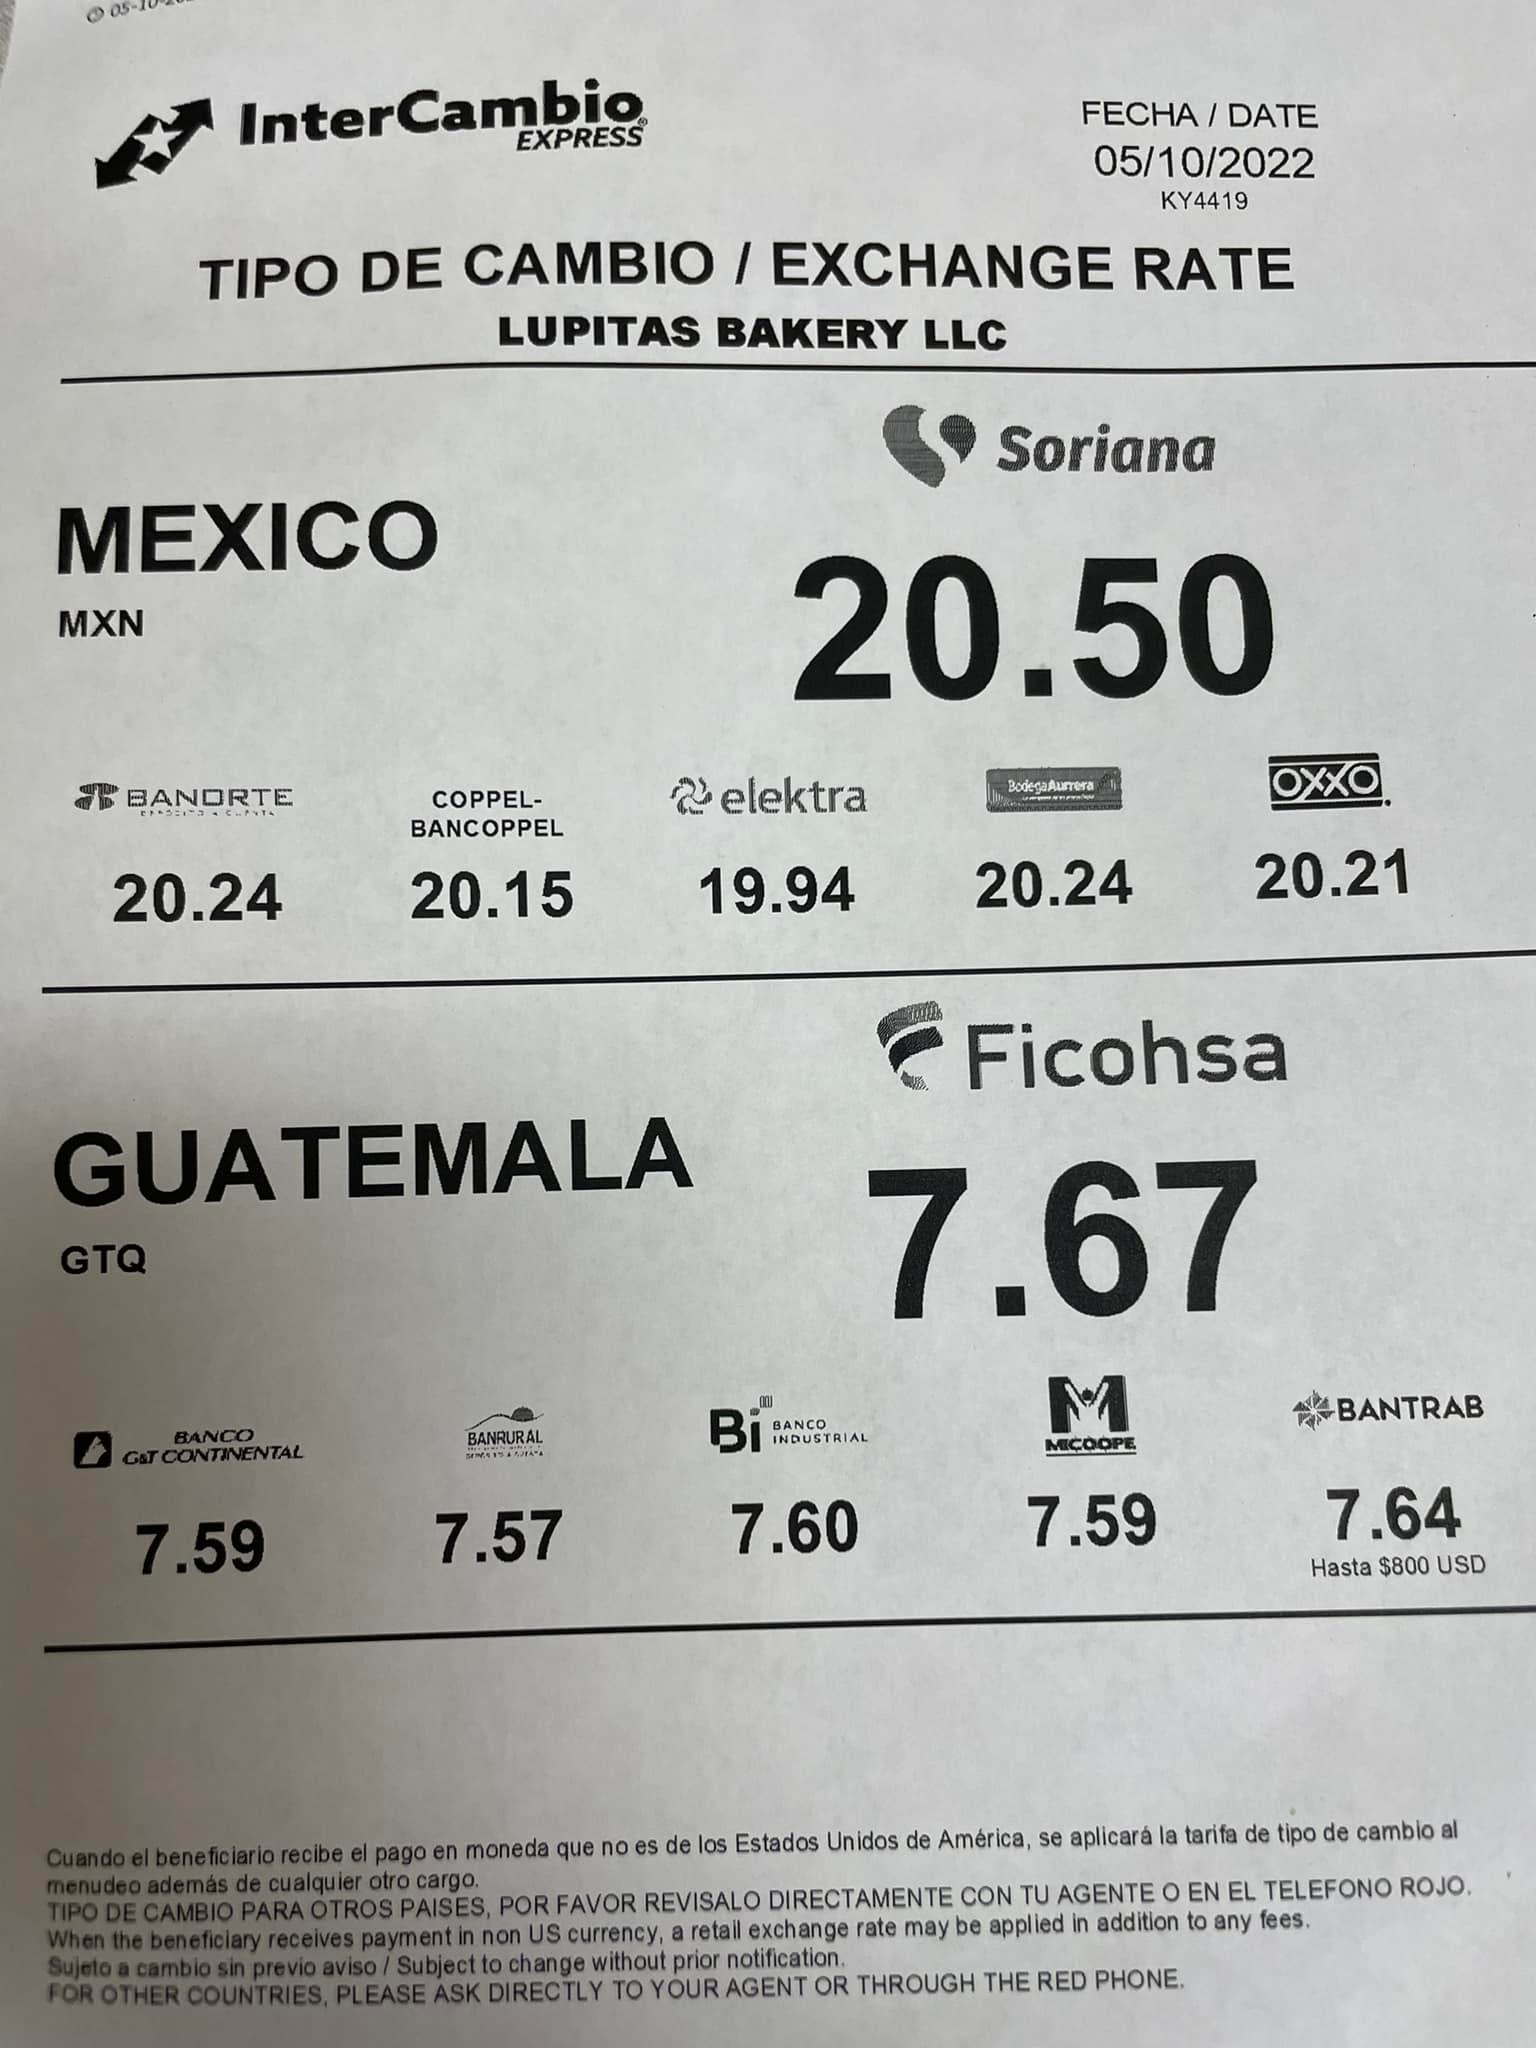 05-10-20
InterCambio
EXPRESS
FECHA / DATE
05/10/2022
KY4419
TIPO DE CAMBIO / EXCHANGE RATE
LUPITAS BAKERY LLC
MEXICO
MXN
Soriana
20.50
BANORTE
DEPÓSITO A CUENTA
20.24
COPPEL-
BANCOPPEL
20.15
elektra
19.94
Bodega Aurrera
20.24
OXXO
20.21
GUATEMALA
GTQ
Ficohsa
7.67
BANCO
G&T CONTINENTAL
7.59
BANRURAL
7.57
Bi BANCO
INDUSTRIAL
7.60
MICOOPE
7.59
BANTRAB
7.64
Hasta $800 USD
Cuando el beneficiario recibe el pago en moneda que no es de los Estados Unidos de América, se aplicará la tarifa de tipo de cambio al
menudeo además de cualquier otro cargo.
TIPO DE CAMBIO PARA OTROS PAISES, POR FAVOR REVISALO DIRECTAMENTE CON TU AGENTE O EN EL TELEFONO ROJO.
When the beneficiary receives payment in non US currency, a retail exchange rate may be applied in addition to any fees.
Sujeto a cambio sin previo aviso / Subject to change without prior notification.
FOR OTHER COUNTRIES, PLEASE ASK DIRECTLY TO YOUR AGENT OR THROUGH THE RED PHONE.